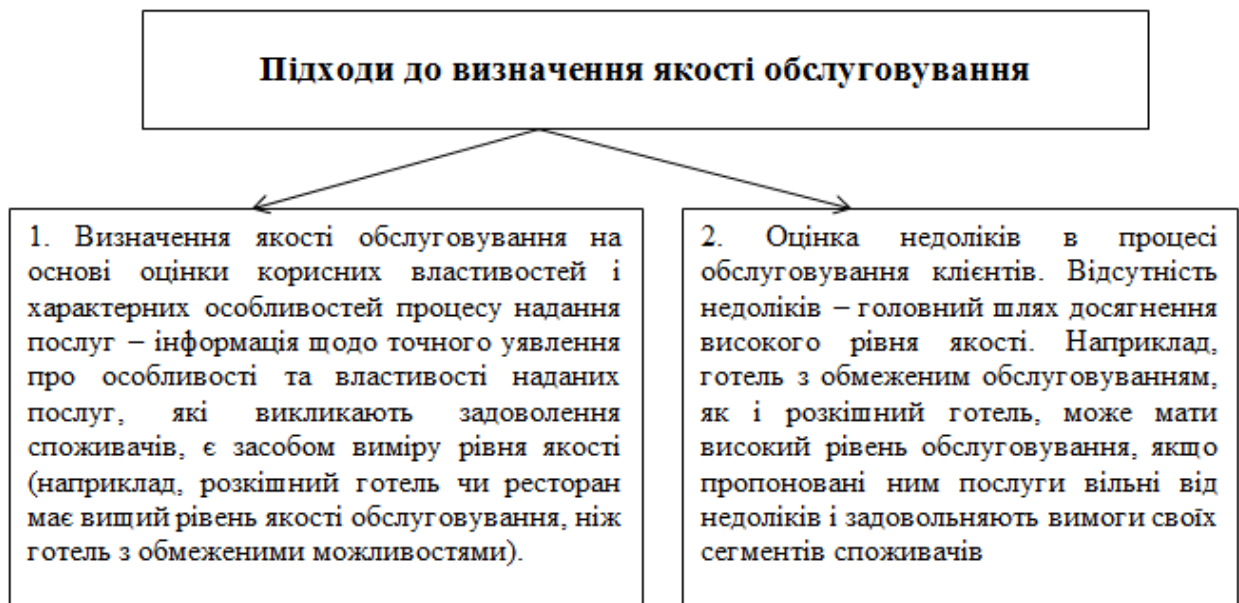 Підходи до визначення якості обслуговування
1. Визначення якості обслуговування на
основі оцінки корисних властивостей і
характерних особливостей процесу надання
послуг – інформація щодо точного уявлення
про особливості та властивості наданих
послуг, які викликають задоволення
споживачів, є засобом виміру рівня якості
(наприклад, розкішний готель чи ресторан
має вищий рівень якості обслуговування, ніж
готель з обмеженими можливостями).
2. Оцінка недоліків в процесі
обслуговування клієнтів. Відсутність
недоліків – головний шлях досягнення
високого рівня якості. Наприклад,
готель з обмеженим обслуговуванням,
як і розкішний готель, може мати
високий рівень обслуговування, якщо
пропоновані ним послуги вільні від
недоліків і задовольняють вимоги своїх
сегментів споживачів